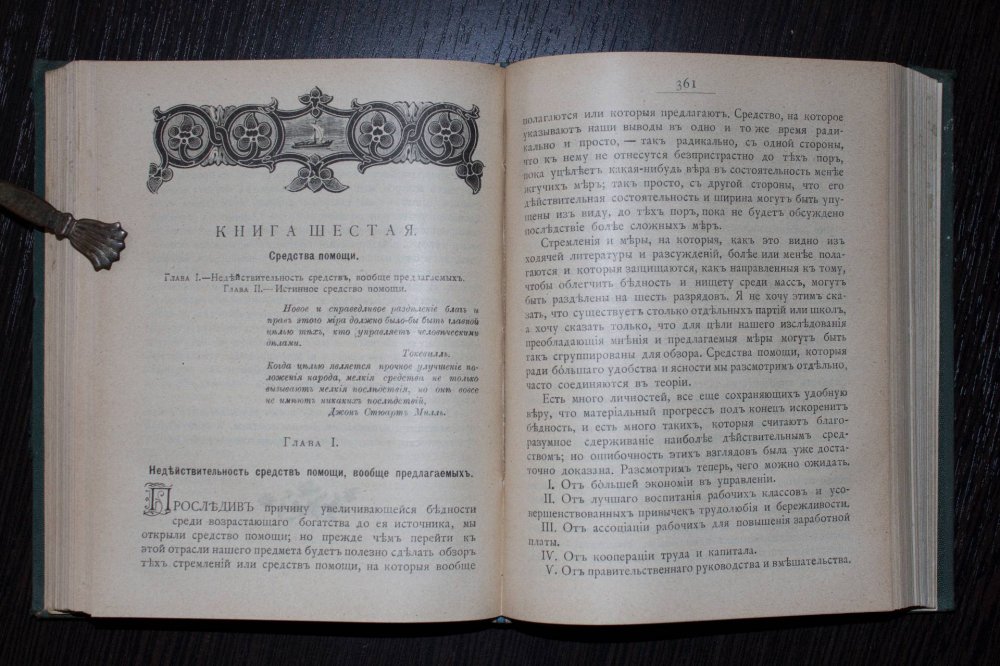 КНИГА ШЕСТАЯ.
Средства помощи.
Глава I.—Недѣйствительность средствъ, вообще предлагаемыхъ.
Глава II.—Истинное средство помощи.
Новое и справедливое раздѣленіе благъ и
правъ этого міра должно было-бы быть главной
цѣлью тѣхъ, кто управляетъ человѣческими
дѣлами.
Токевилль.
Когда цѣлью является прочное улучшеніе по-
ложенія народа, мелкія средства не только
вызываютъ мелкія послѣдствія, но онѣ вовсе
не имѣютъ никакихъ послѣдствій.
Джонъ Стюартъ Милль.
Глава I.
Недѣйствительность средствъ помощи, вообще предлагаемыхъ.
ПРОСЛѢДИВЪ причину увеличивающейся бѣдности
среди возрастающаго богатства до ея источника, мы
открыли средство помощи; но прежде чѣмъ перейти къ
этой отрасли нашего предмета будетъ полезно сдѣлать обзоръ
тѣхъ стремленій или средствъ помощи, на которыя вообще
361
полагаются или которыя предлагаютъ. Средство, на которое
указываютъ наши выводы въ одно и то же время ради-
кально и просто, — такъ радикально, съ одной стороны,
что къ нему не отнесутся безпристрастно до тѣхъ поръ,
пока уцѣлѣетъ какая-нибудь вѣра въ состоятельность менѣе
жгучихъ мѣръ; такъ просто, съ другой стороны, что его
дѣйствительная состоятельность и ширина могутъ быть упу-
щены изъ виду, до тѣхъ поръ, пока не будетъ обсуждено
послѣдствіе болѣе сложныхъ мѣръ.
Стремленія и мѣры, на которыя, какъ это видно изъ
ходячей литературы и разсужденій, болѣе или менѣе пола-
гаются и которыя защищаются, какъ направленныя къ тому,
чтобы облегчить бѣдность и нищету среди массъ, могутъ
быть раздѣлены на шесть разрядовъ. Я не хочу этимъ ска-
зать, что существуетъ столько отдѣльныхъ партій или школъ,
а хочу сказать только, что для цѣли нашего изслѣдованія
преобладающія мнѣнія и предлагаемыя мѣры могутъ быть
такъ сгруппированы для обзора. Средства помощи, которыя
ради бо́льшаго удобства и ясности мы разсмотримъ отдѣльно,
часто соединяются въ теоріи.
Есть много личностей, все еще сохраняющихъ удобную
вѣру, что матеріальный прогрессъ подъ конецъ искоренитъ
бѣдность, и есть много такихъ, которыя считаютъ благо-
разумное сдерживаніе наиболѣе дѣйствительнымъ сред-
ствомъ; но ошибочность этихъ взглядовъ была уже доста-
точно доказана. Разсмотримъ теперь, чего можно ожидать.
I. Отъ бо́льшей экономіи въ управленіи.
II. Отъ лучшаго воспитанія рабочихъ классовъ и усо-
вершенствованныхъ привычекъ трудолюбія и бережливости.
III. Отъ ассоціаціи рабочихъ для повышенія заработной
платы.
IV. Отъ коопераціи труда и капитала.
V. Отъ правительственнаго руководства и вмѣшательства.